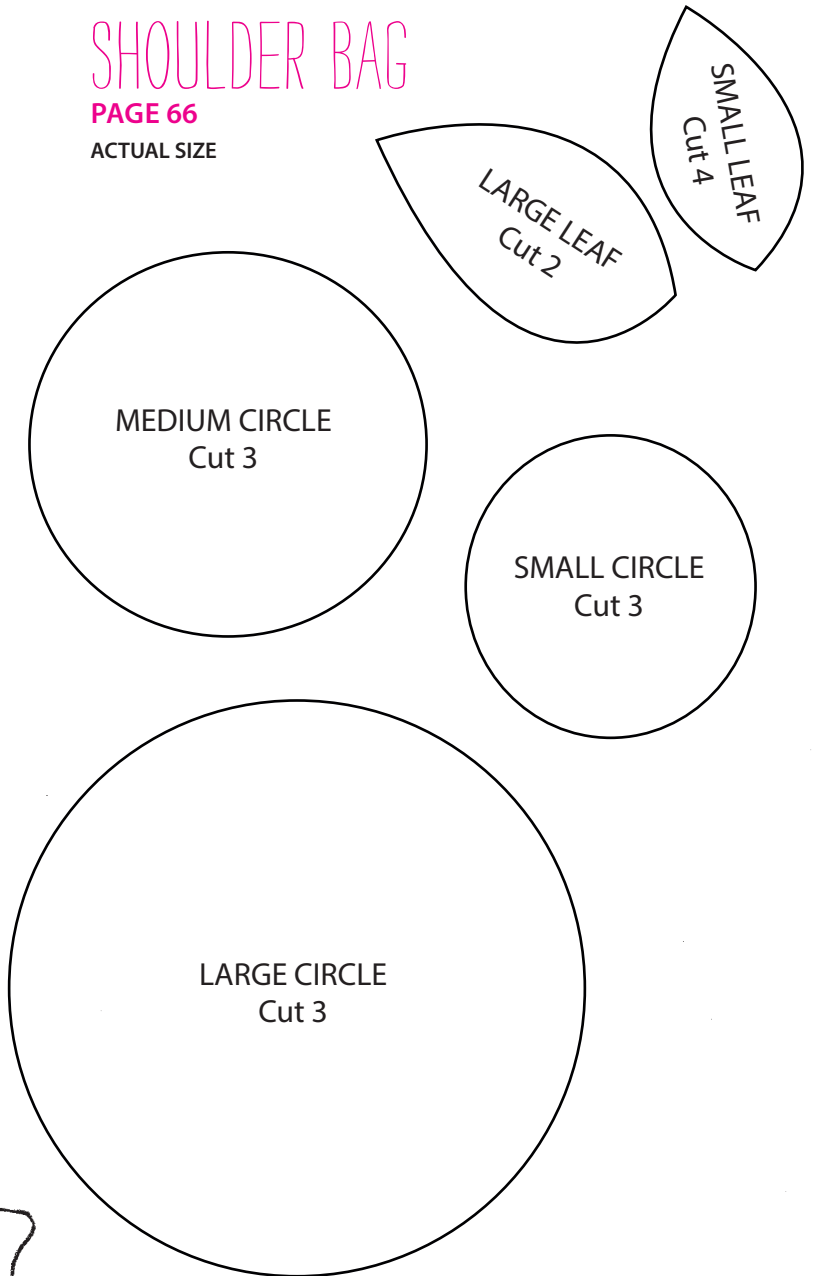 SHOULDER BAG
PAGE 66
ACTUAL SIZE
SMALL LEAF
Cut 4
LARGE LEAF
Cut 2
MEDIUM CIRCLE
Cut 3
SMALL CIRCLE
Cut 3
LARGE CIRCLE
Cut 3